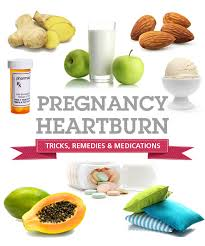 PREGNANCY
HEARTBURN
TRICKS, REMEDIES & MEDICATIONS